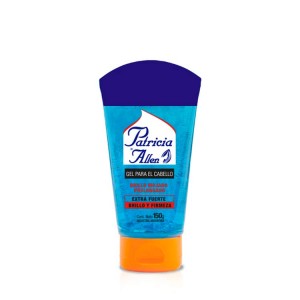 Patricia
Allen
GEL PARA EL CABELLO
EXTRA FUERTE
BRILLO Y FIRMEZA
150g